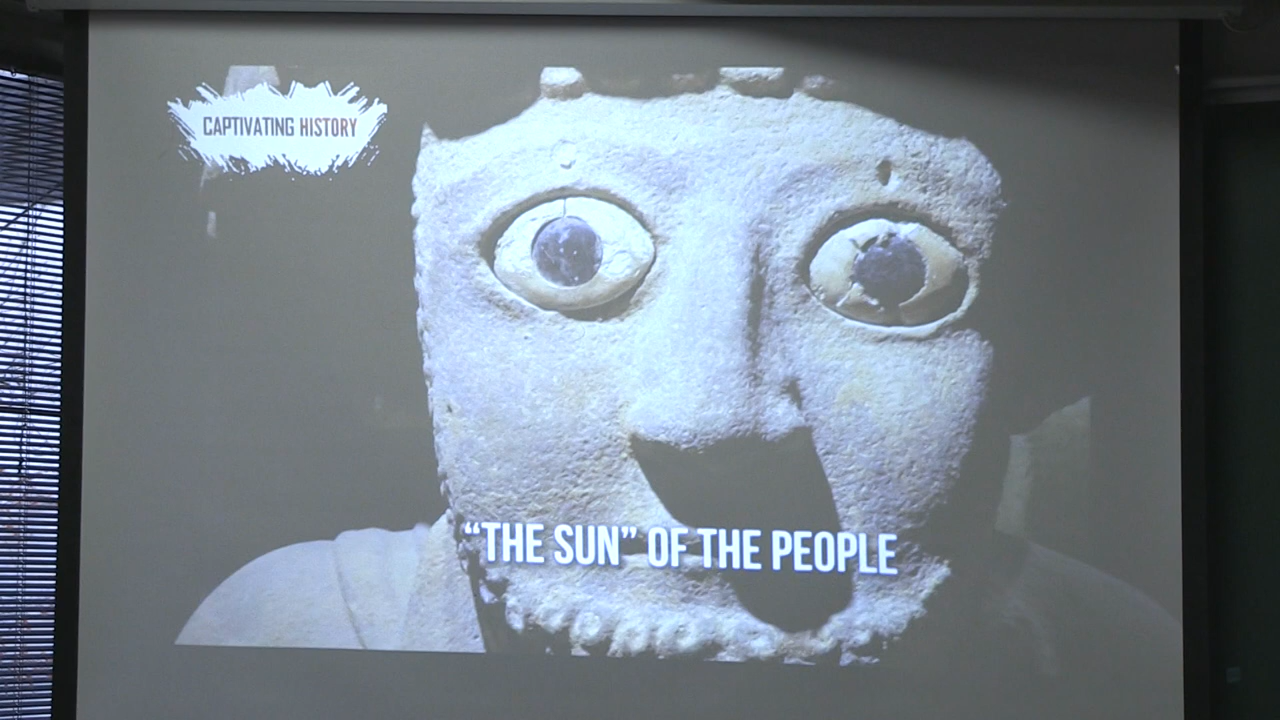 CAPTIVATING HISTORY
“THE SUN” OF THE PEOPLE